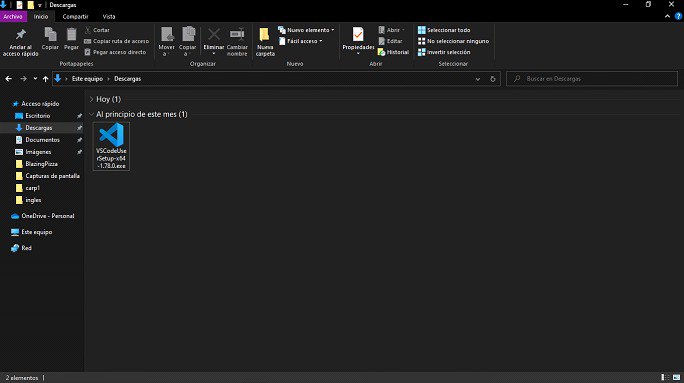 Descargas
Archivo Inicio Compartir Vista
Anclar al
acceso rápido
Copiar
Pegar
Cortar
Copiar ruta de acceso
Pegar acceso directo
Portapapeles
Mover
a
Copiar
a
Eliminar
Cambiar
nombre
Organizar
Nueva
carpeta
Nuevo elemento
Fácil acceso
Nuevo
Propiedades
Abrir
Editar
Historial
Abrir
Seleccionar todo
No seleccionar ninguno
Invertir selección
Seleccionar
Este equipo > Descargas
Buscar en Descargas
Acceso rápido
Escritorio
Descargas
Documentos
Imágenes
BlazingPizza
Capturas de pantalla
carp1
ingles
OneDrive - Personal
Este equipo
Red
Hoy (1)
Al principio de este mes (1)
VSCodeUse
rSetup-x64
-1.78.0.exe
2 elementos